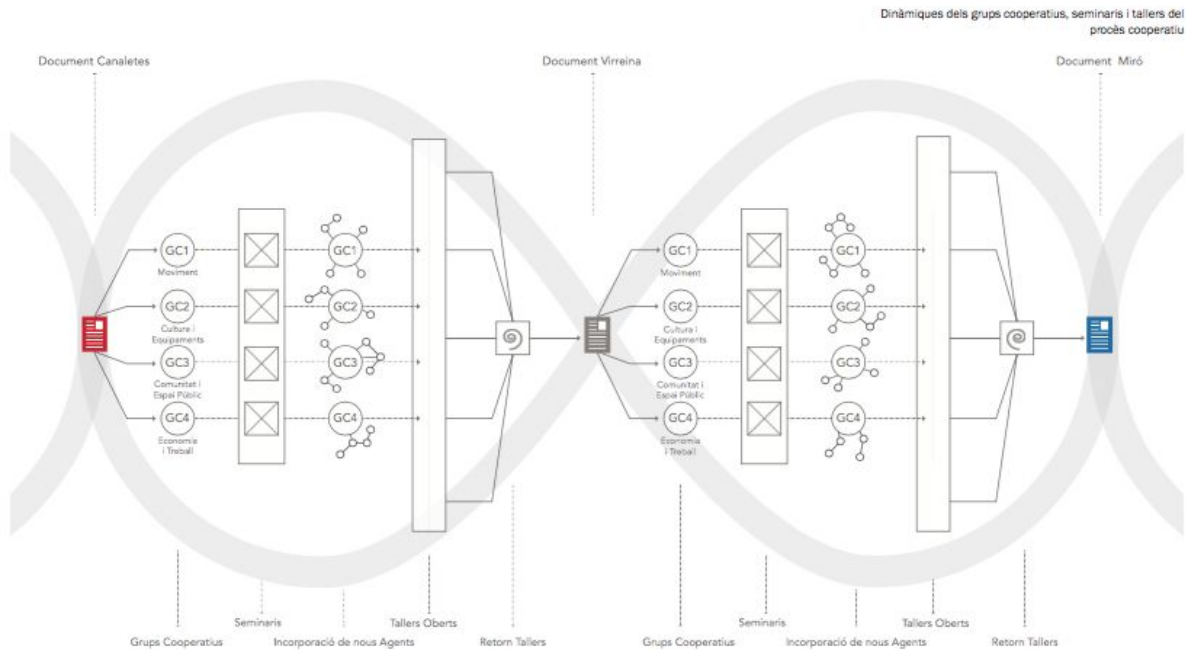 Dinàmiques dels grups cooperatius, seminaris i tallers del
procès cooperatiu
Document Canaletes
Document Virreina
Document Miró
GC1
Moviment
GC2
Cultura i
Equipaments
GC3
Comunitat i
Espai Públic
GC4
Economia
i Treball
GC1
GC2
GC3
GC4
GC1
Moviment
GC2
Cultura i
Equipaments
GC3
Comunitat i
Espai Públic
GC4
Economia
i Treball
GC1
GC2
GC3
GC4
Grups Cooperatius
Seminaris
Incorporació de nous Agents
Tallers Oberts
Retorn Tallers
Grups Cooperatius
Seminaris
Incorporació de nous Agents
Tallers Oberts
Retorn Tallers